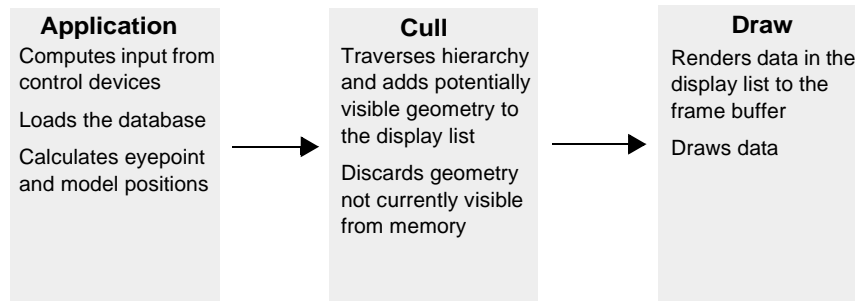 Application
Computes input from
control devices
Loads the database
Calculates eyepoint
and model positions
Cull
Traverses hierarchy
and adds potentially
visible geometry to
the display list
Discards geometry
not currently visible
from memory
Draw
Renders data in the
display list to the
frame buffer
Draws data